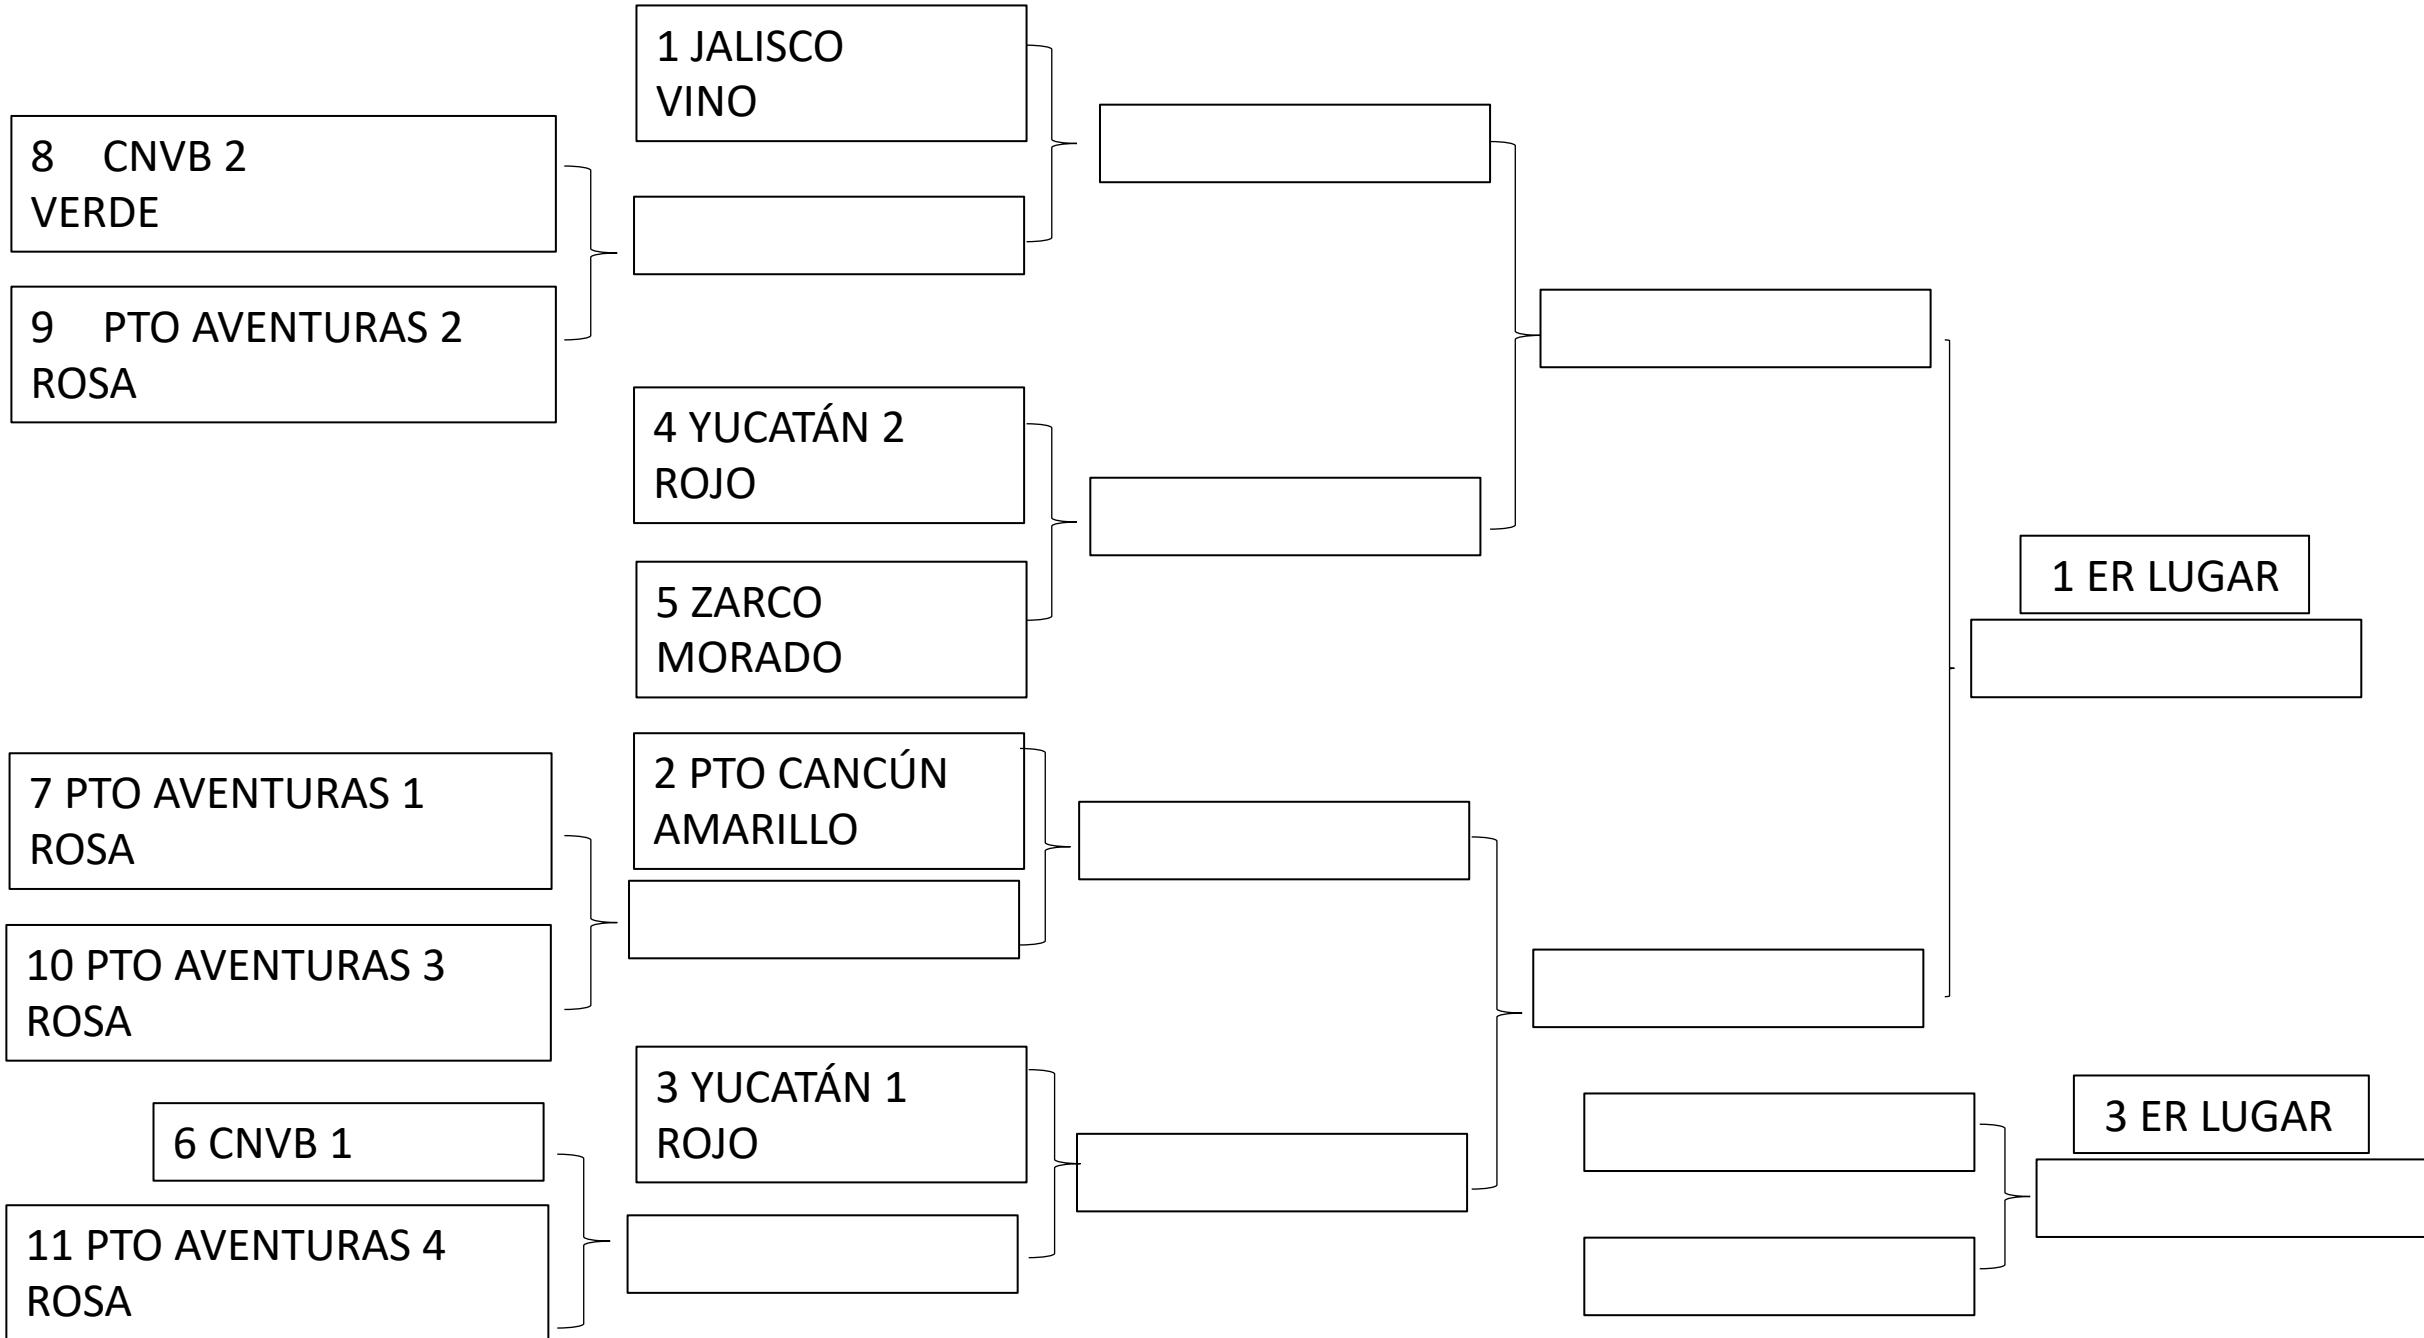 1 JALISCO
VINO
8 CNVB 2
VERDE
9 PTO AVENTURAS 2
ROSA
4 YUCATÁN 2
ROJO
5 ZARCO
MORADO
1 ER LUGAR
7 PTO AVENTURAS 1
ROSA
2 PTO CANCÚN
AMARILLO
10 PTO AVENTURAS 3
ROSA
3 YUCATÁN 1
ROJO
6 CNVB 1
3 ER LUGAR
11 PTO AVENTURAS 4
ROSA